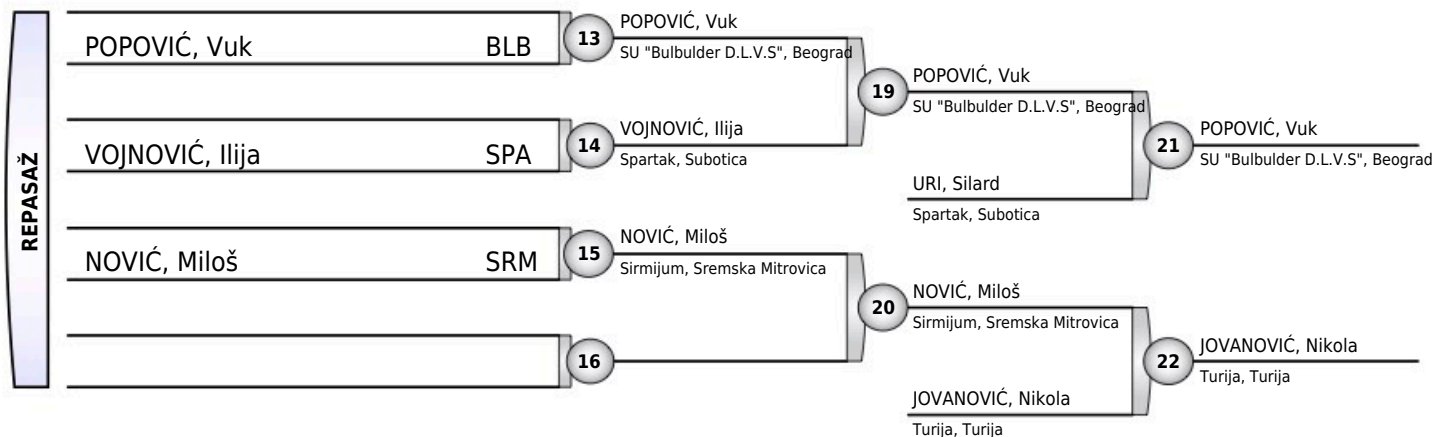 REPASAŽ
POPOVIĆ, Vuk BLB
VOJNOVIĆ, Ilija SPA
NOVIĆ, Miloš SRM
13
POPOVIĆ, Vuk
SU "Bulbulder D.L.V.S", Beograd
14
VOJNOVIĆ, Ilija
Spartak, Subotica
15
NOVIĆ, Miloš
Sirmijum, Sremska Mitrovica
16
19
POPOVIĆ, Vuk
SU "Bulbulder D.L.V.S", Beograd
URI, Silard
Spartak, Subotica
20
NOVIĆ, Miloš
Sirmijum, Sremska Mitrovica
JOVANOVIĆ, Nikola
Turija, Turija
21
POPOVIĆ, Vuk
SU "Bulbulder D.L.V.S", Beograd
22
JOVANOVIĆ, Nikola
Turija, Turija